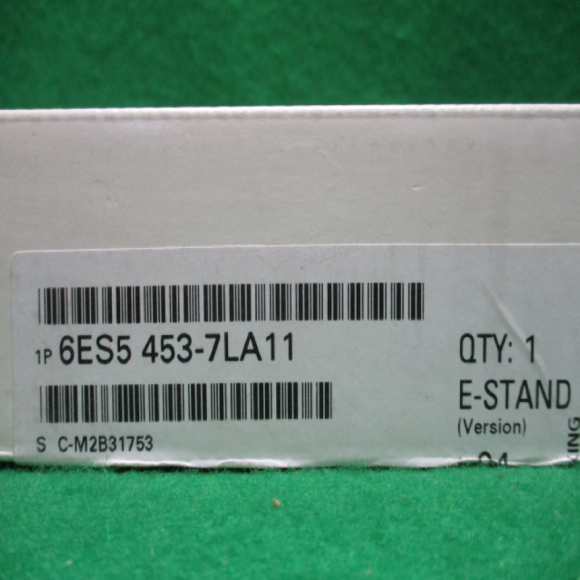 1P 6ES5 453-7LA11
S C-M2B31753
QTY: 1
E-STAND
(Version)